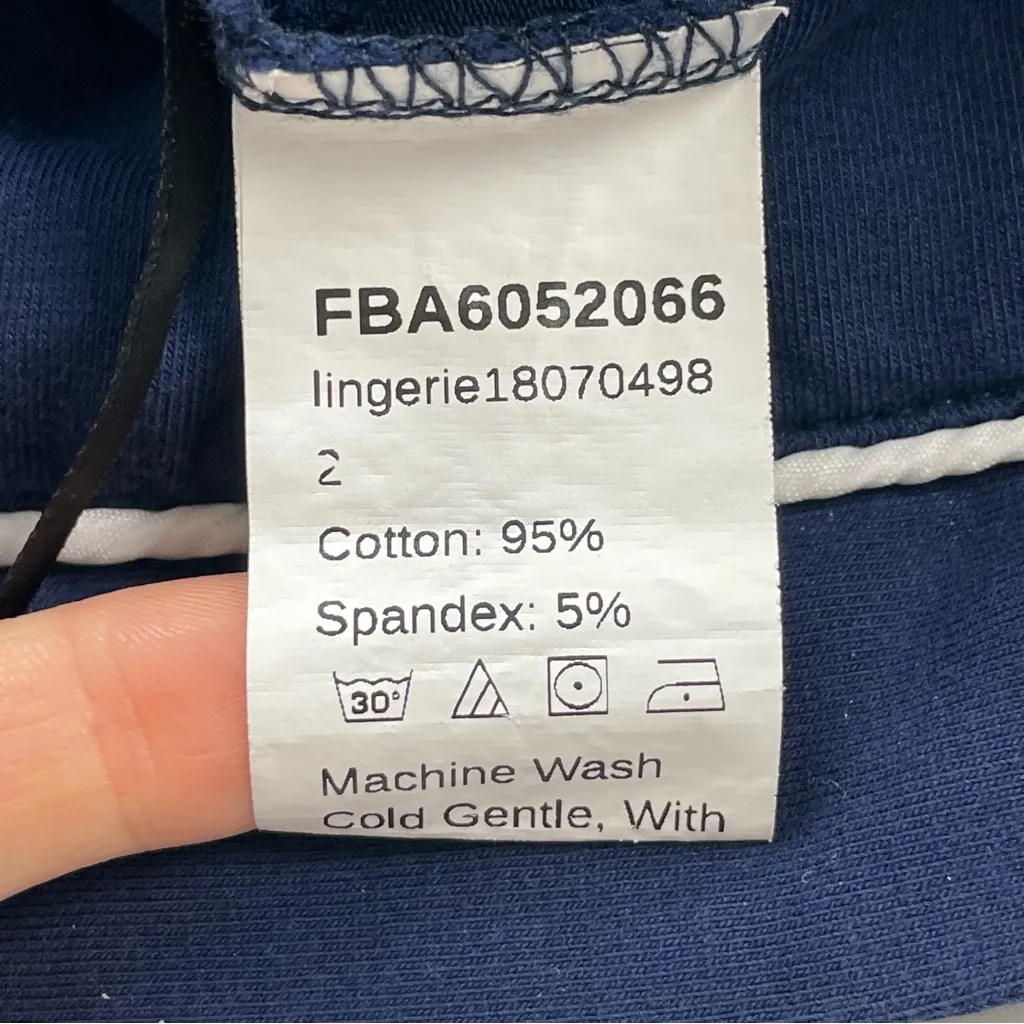 FBA6052066
lingerie18070498
2
Cotton: 95%
Spandex: 5%
30°
Machine Wash
Cold Gentle, With